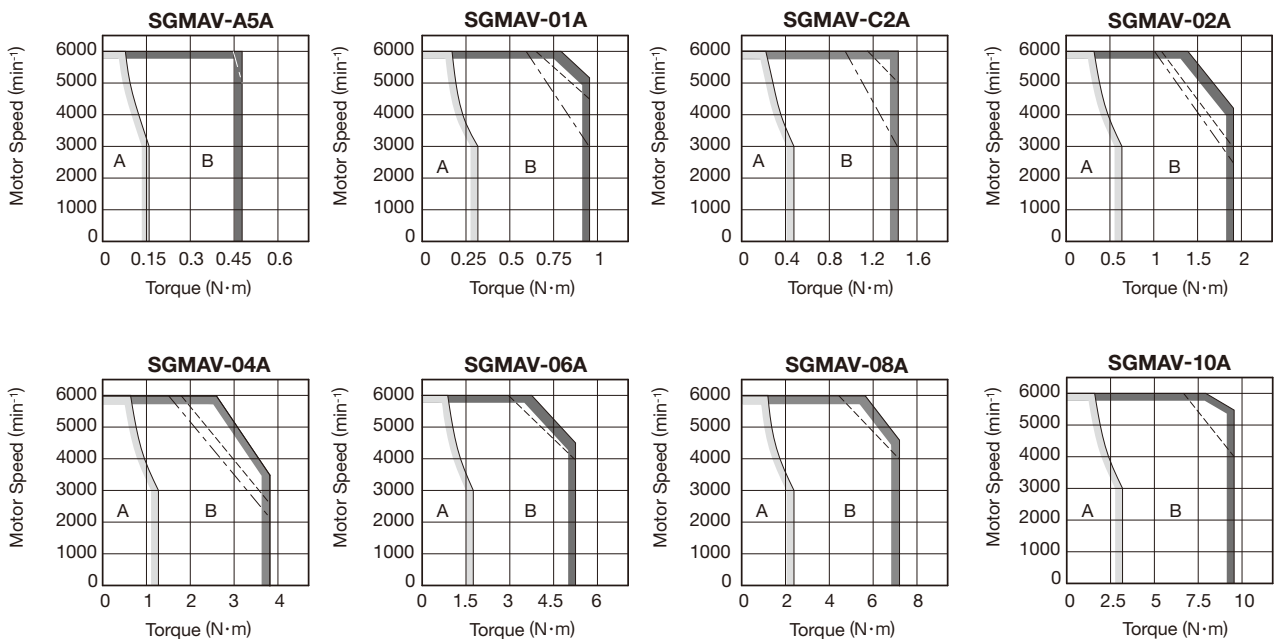 SGMAV-A5A
Motor Speed (min-1)
6000
5000
4000
3000
2000
1000
0
A
B
0 0.15 0.3 0.45 0.6
Torque (N·m)
SGMAV-01A
Motor Speed (min-1)
6000
5000
4000
3000
2000
1000
0
A
B
0 0.25 0.5 0.75 1
Torque (N·m)
SGMAV-C2A
Motor Speed (min-1)
6000
5000
4000
3000
2000
1000
0
A
B
0 0.4 0.8 1.2 1.6
Torque (N·m)
SGMAV-02A
Motor Speed (min-1)
6000
5000
4000
3000
2000
1000
0
A
B
0 0.5 1 1.5 2
Torque (N·m)
SGMAV-04A
Motor Speed (min-1)
6000
5000
4000
3000
2000
1000
0
A
B
0 1 2 3 4
Torque (N·m)
SGMAV-06A
Motor Speed (min-1)
6000
5000
4000
3000
2000
1000
0
A
B
0 1.5 3 4.5 6
Torque (N·m)
SGMAV-08A
Motor Speed (min-1)
6000
5000
4000
3000
2000
1000
0
A
B
0 2 4 6 8
Torque (N·m)
SGMAV-10A
Motor Speed (min-1)
6000
5000
4000
3000
2000
1000
0
A
B
0 2.5 5 7.5 10
Torque (N·m)